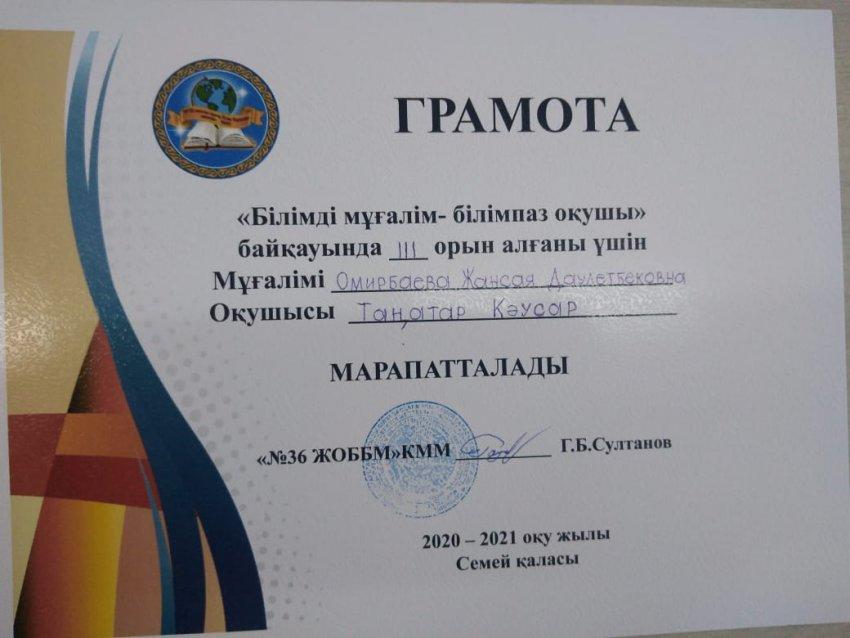 ГРАМОТА
«Білімді мұғалім- білімпаз оқушы»
байқауында III орын алғаны үшін
Мұғалімі Омирбаева Жансая Даулетбековна
Оқушысы Таңатар Кәусар
МАРАПАТТАЛАДЫ
«№36 ЖОББМ»КММ Г.Б.Султанов
2020 – 2021 оқу жылы
Семей қаласы